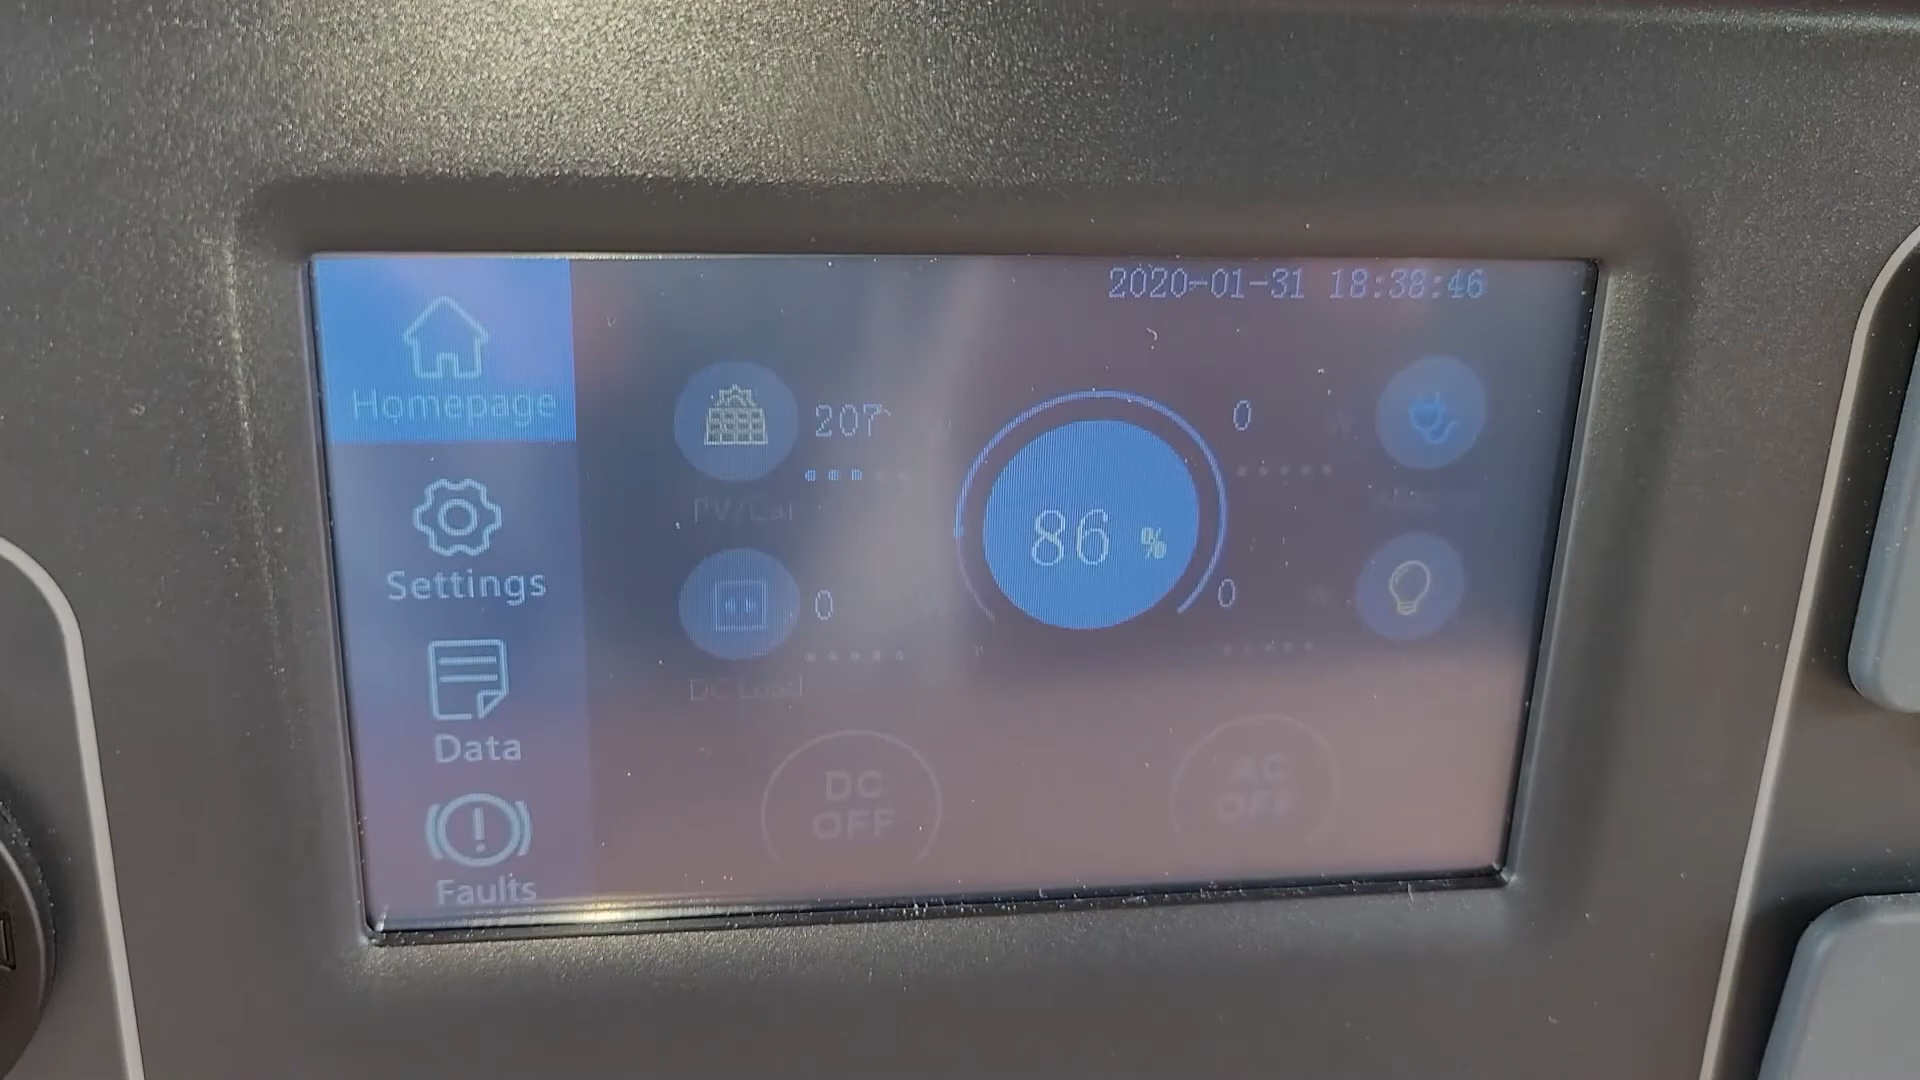 2020-01-31 18:38:46
Homepage
Settings
Data
Faults
207
PV/Car
0
DC Load
86 %
0
0
DC
OFF
AC
OFF